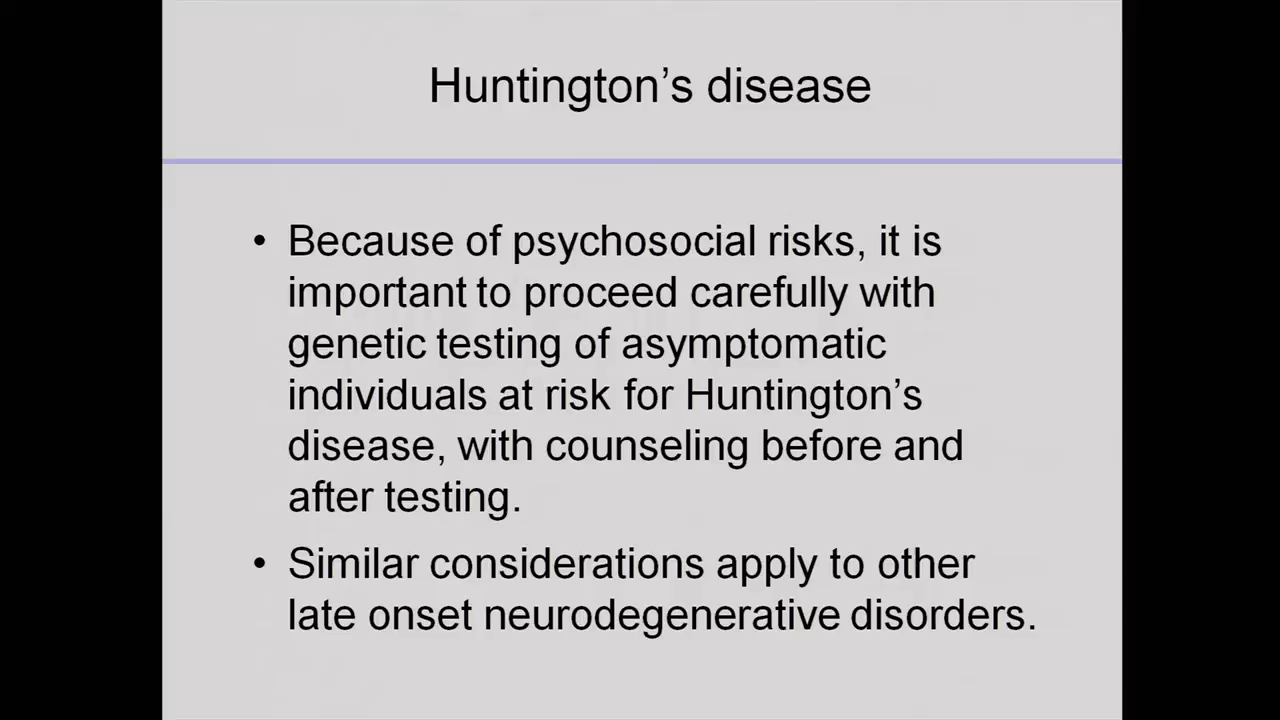 Huntington’s disease
• Because of psychosocial risks, it is
important to proceed carefully with
genetic testing of asymptomatic
individuals at risk for Huntington’s
disease, with counseling before and
after testing.
• Similar considerations apply to other
late onset neurodegenerative disorders.